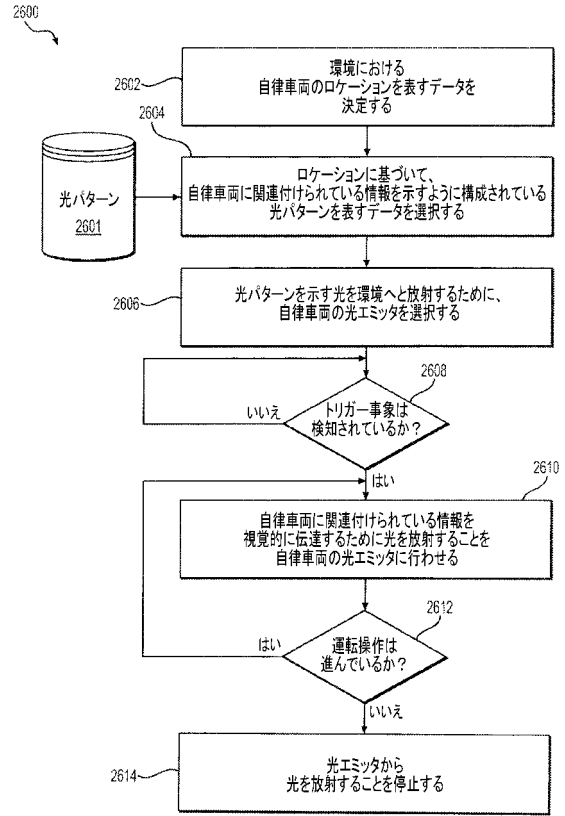 2600
2602
環境における
自律車両のロケーションを表すデータを
決定する
2604
光パターン
2601
ロケーションに基づいて、
自律車両に関連付けられている情報を示すように構成されている
光パターンを表すデータを選択する
2606
光パターンを示す光を環境へと放射するために、
自律車両の光エミッタを選択する
2608
トリガー事象は
検知されているか？
いいえ
はい
2610
自律車両に関連付けられている情報を
視覚的に伝達するために光を放射することを
自律車両の光エミッタに行わせる
2612
運転操作は
進んでいるか？
はい
いいえ
2614
光エミッタから
光を放射することを停止する